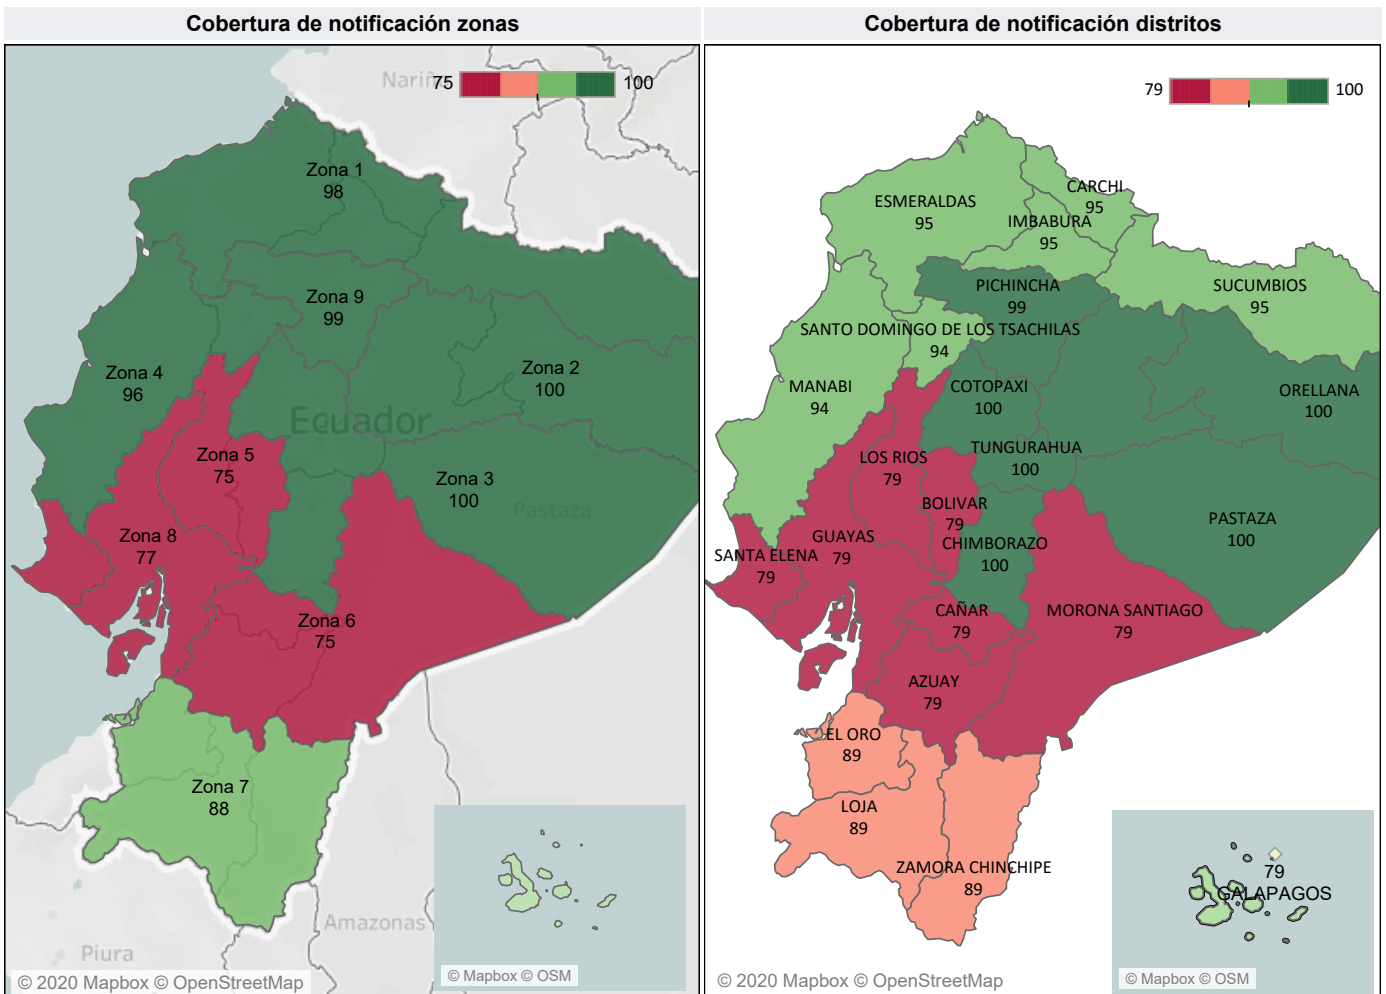 Cobertura de notificación zonas
75
100
Zona 1
98
Zona 9
99
Zona 2
100
Zona 4
96
Ecuador
Zona 5
75
Zona 3
100
Pastaza
Zona 8
77
Zona 6
75
Zona 7
88
Amazonas
Piura
© Mapbox © OSM
© 2020 Mapbox © OpenStreetMap
Cobertura de notificación distritos
79
100
CARCHI
95
ESMERALDAS
95
IMBABURA
95
PICHINCHA
99
SUCUMBIOS
95
SANTO DOMINGO DE LOS TSACHILAS
94
MANABI
94
COTOPAXI
100
ORELLANA
100
TUNGURAHUA
100
LOS RIOS
79
BOLIVAR
79
PASTAZA
100
GUAYAS
79
CHIMBORAZO
100
SANTA ELENA
79
CAÑAR
79
MORONA SANTIAGO
79
AZUAY
79
EL ORO
89
LOJA
89
ZAMORA CHINCHIPE
89
79
GALAPAGOS
© Mapbox © OSM
© 2020 Mapbox © OpenStreetMap